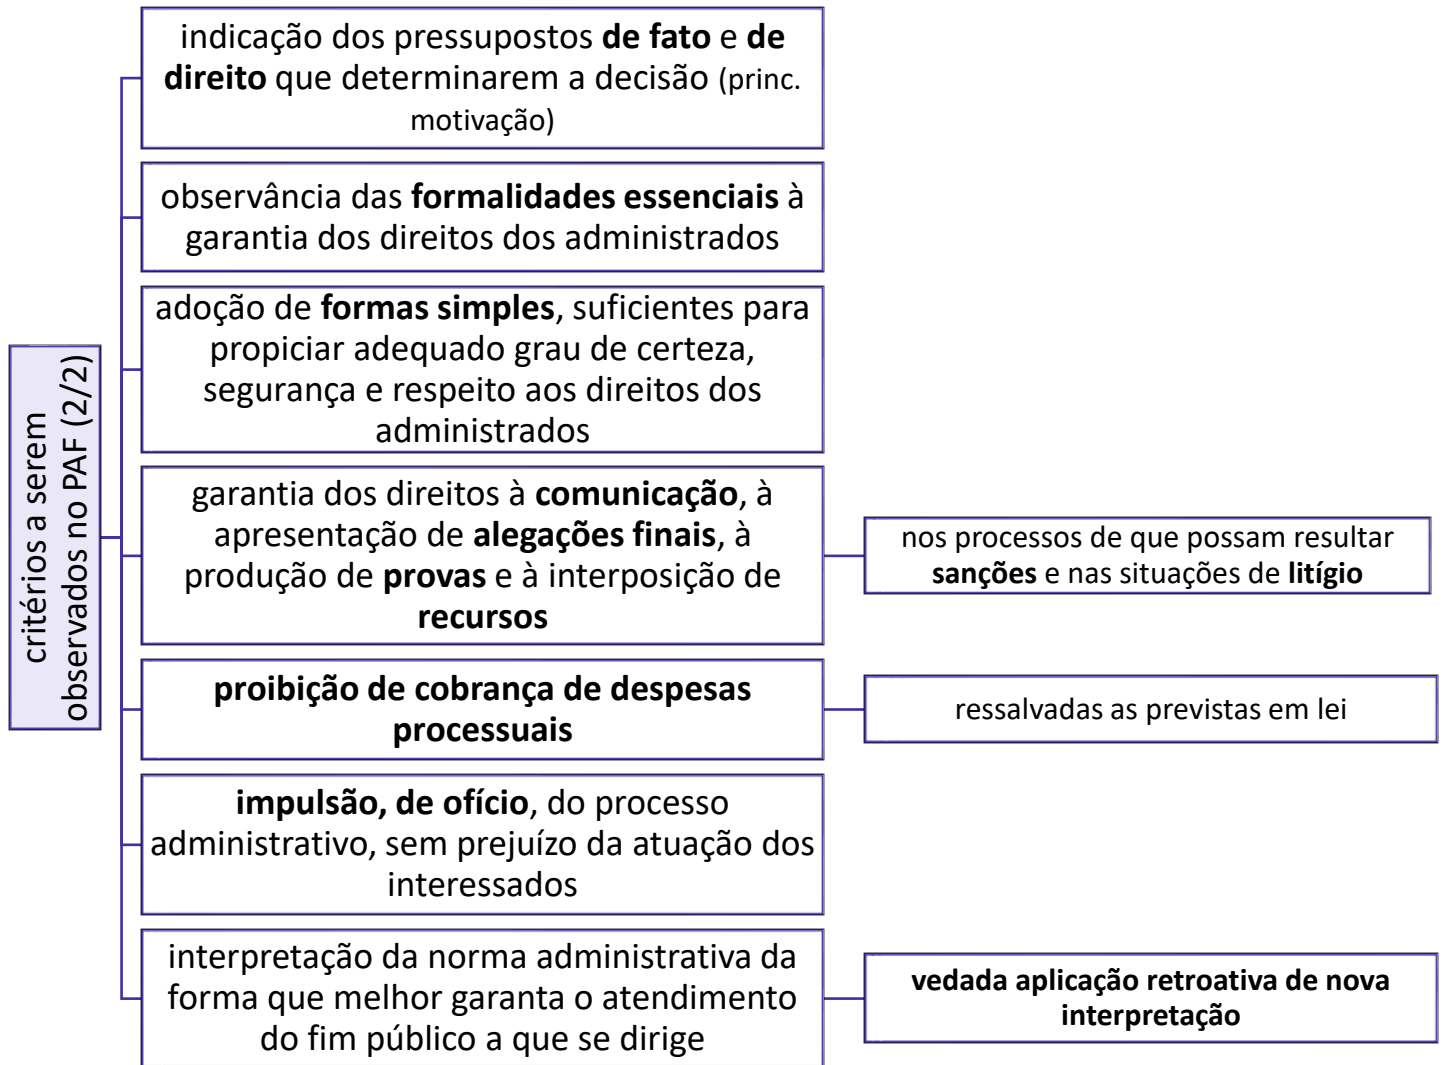 critérios a serem
observados no PAF (2/2)
indicação dos pressupostos de fato e de
direito que determinarem a decisão (princ.
motivação)
observância das formalidades essenciais à
garantia dos direitos dos administrados
adoção de formas simples, suficientes para
propiciar adequado grau de certeza,
segurança e respeito aos direitos dos
administrados
garantia dos direitos à comunicação, à
apresentação de alegações finais, à
produção de provas e à interposição de
recursos
nos processos de que possam resultar
sanções e nas situações de litígio
proibição de cobrança de despesas
processuais
ressalvadas as previstas em lei
impulsão, de ofício, do processo
administrativo, sem prejuízo da atuação dos
interessados
interpretação da norma administrativa da
forma que melhor garanta o atendimento
do fim público a que se dirige
vedada aplicação retroativa de nova
interpretação